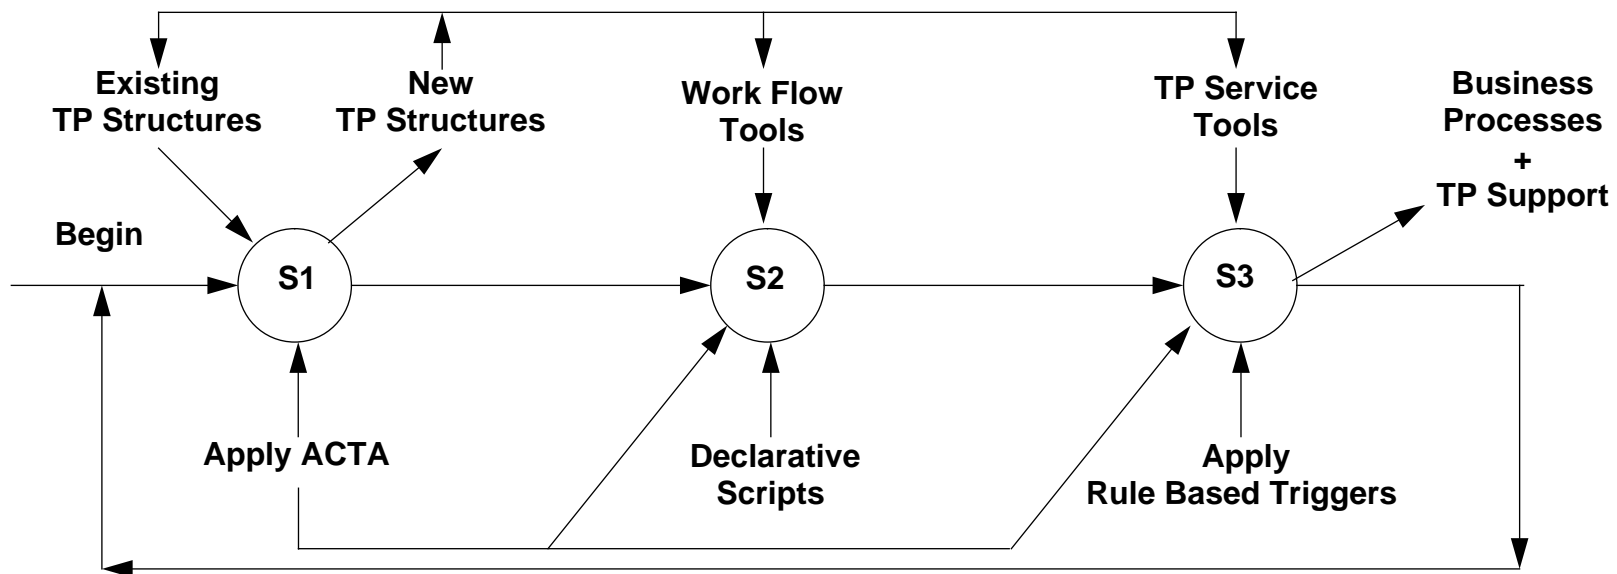 Existing
TP Structures
New
TP Structures
Work Flow
Tools
TP Service
Tools
Business
Processes
+
TP Support
Begin
S1
S2
S3
Apply ACTA
Declarative
Scripts
Apply
Rule Based Triggers